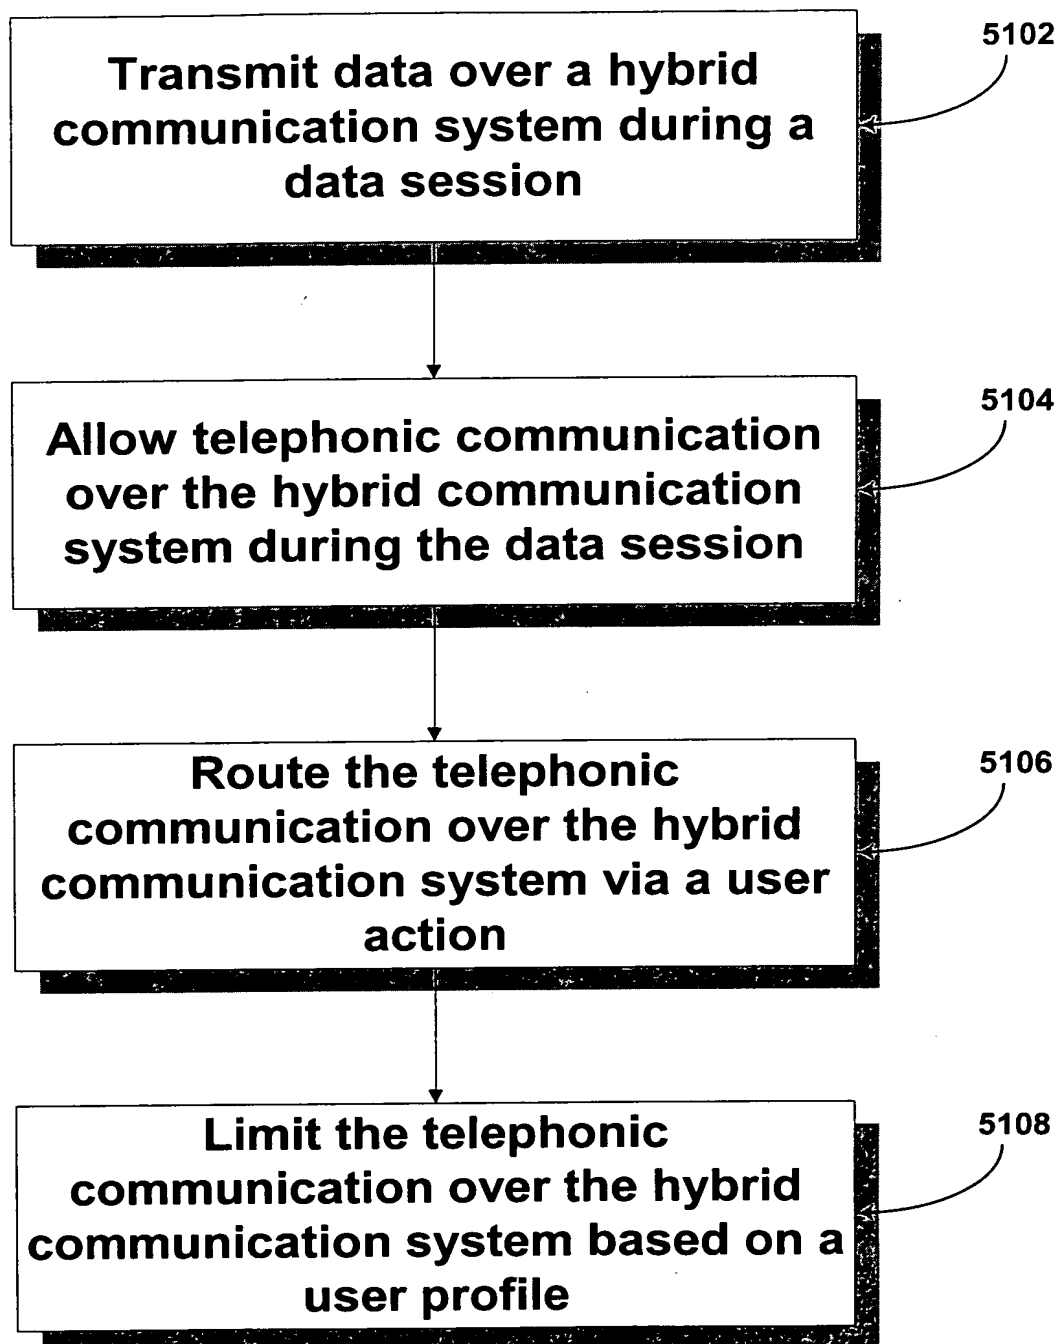 Transmit data over a hybrid
communication system during a
data session
5102
Allow telephonic communication
over the hybrid communication
system during the data session
5104
Route the telephonic
communication over the hybrid
communication system via a user
action
5106
Limit the telephonic
communication over the hybrid
communication system based on a
user profile
5108